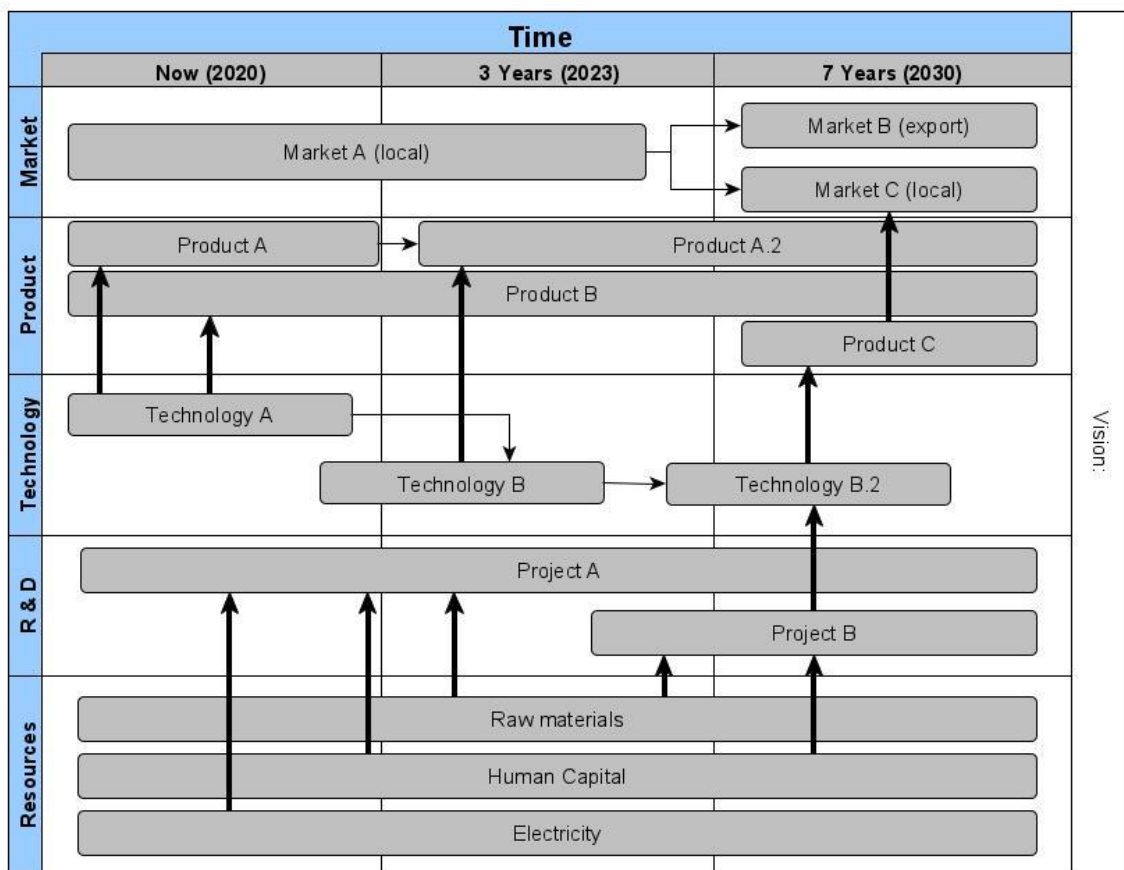 Time
Now (2020)
3 Years (2023)
7 Years (2030)
Market
Market A (local)
Market B (export)
Market C (local)
Product
Product A
Product A.2
Product B
Product C
Technology
Technology A
Technology B
Technology B.2
R & D
Project A
Project B
Resources
Raw materials
Human Capital
Electricity
Vision: